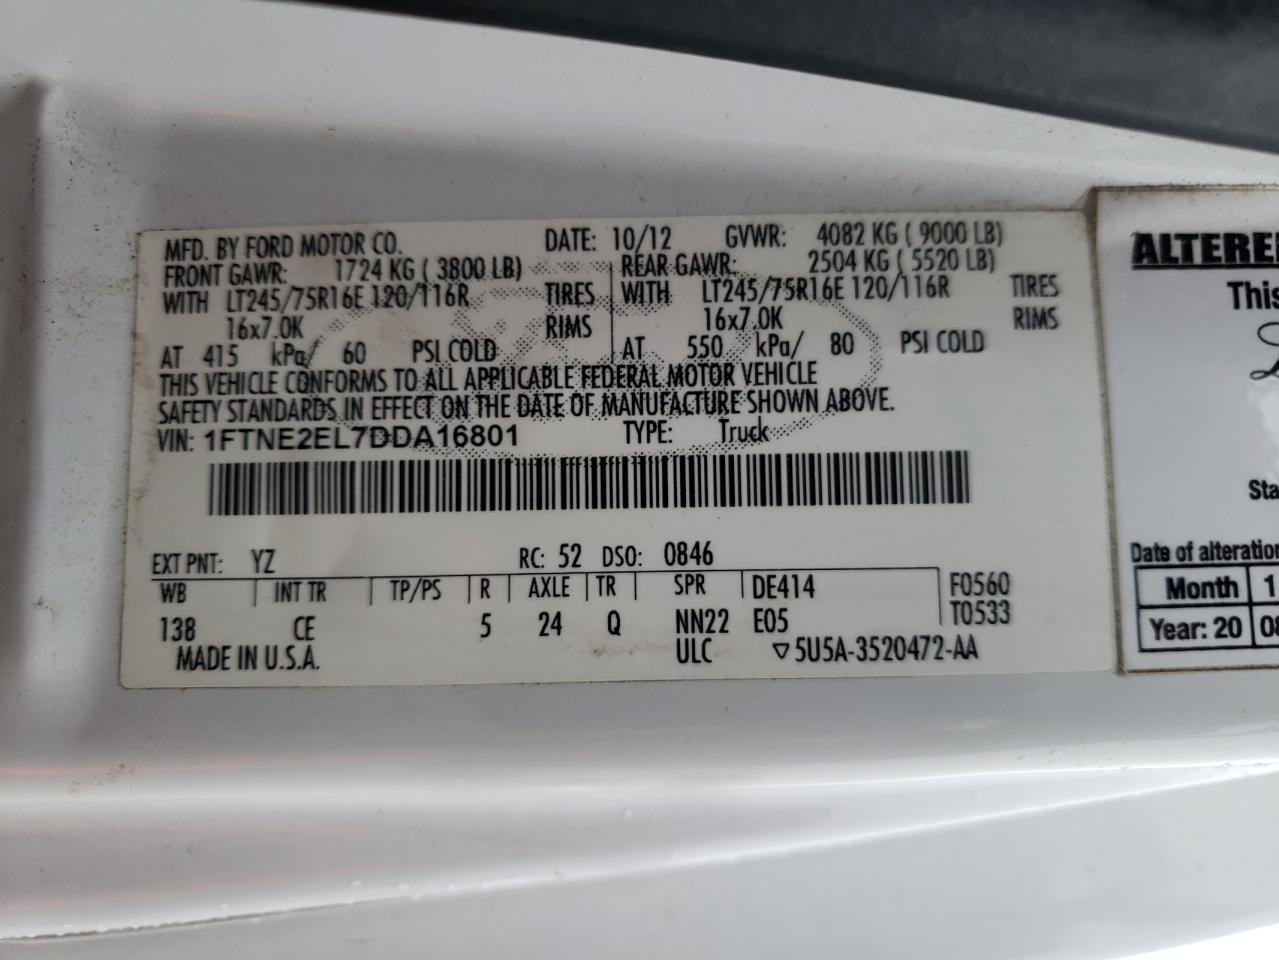 MFD. BY FORD MOTOR CO. DATE: 10/12 GVWR: 4082 KG ( 9000 LB)
FRONT GAWR: 1724 KG ( 3800 LB) REAR GAWR: 2504 KG ( 5520 LB)
WITH LT245/75R16E 120/116R TIRES WITH LT245/75R16E 120/116R TIRES
16x7.0K RIMS 16x7.0K RIMS
AT 415 kPa/ 60 PSI COLD AT 550 kPa/ 80 PSI COLD
THIS VEHICLE CONFORMS TO ALL APPLICABLE FEDERAL MOTOR VEHICLE
SAFETY STANDARDS IN EFFECT ON THE DATE OF MANUFACTURE SHOWN ABOVE.
VIN: 1FTNE2EL7DDA16801 TYPE: Truck
EXT PNT: YZ RC: 52 DSO: 0846
WB INT TR TP/PS R AXLE TR SPR DE414 F0560
138 CE 5 24 Q NN22 E05 T0533
MADE IN U.S.A. ULC ▽5U5A-3520472-AA
ALTERE
This
Sta
Date of alteration
Month 1
Year: 20 08